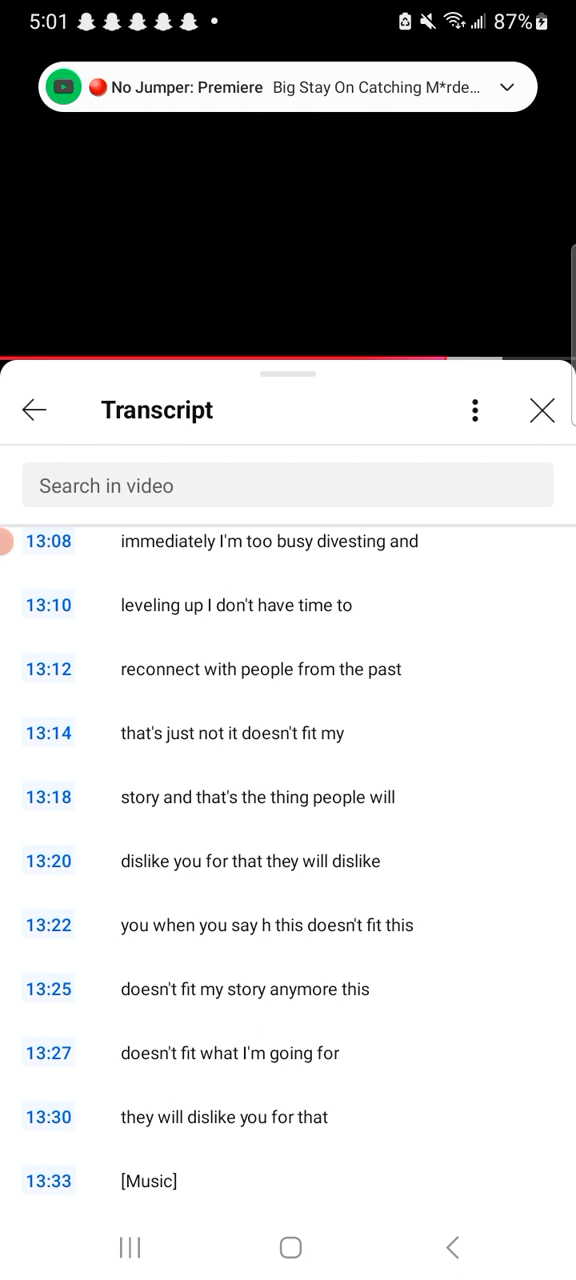 5:01 87%
No Jumper: Premiere Big Stay On Catching M*rde...
Transcript
Search in video
13:08 immediately I'm too busy divesting and
13:10 leveling up I don't have time to
13:12 reconnect with people from the past
13:14 that's just not it doesn't fit my
13:18 story and that's the thing people will
13:20 dislike you for that they will dislike
13:22 you when you say h this doesn't fit this
13:25 doesn't fit my story anymore this
13:27 doesn't fit what I'm going for
13:30 they will dislike you for that
13:33 [Music]